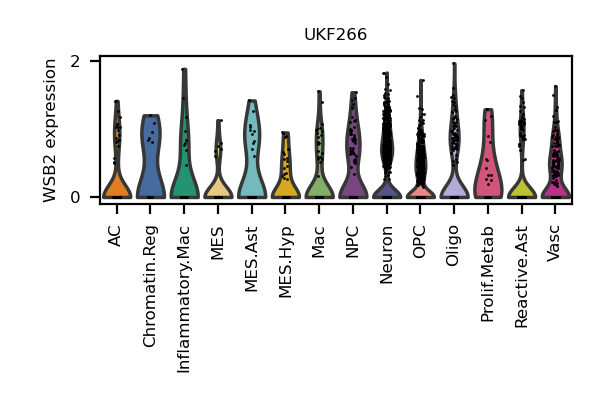 UKF266
WSB2 expression
2
0
AC
Chromatin.Reg
Inflammatory.Mac
MES
MES.Ast
MES.Hyp
Mac
NPC
Neuron
OPC
Oligo
Prolif.Metab
Reactive.Ast
Vasc